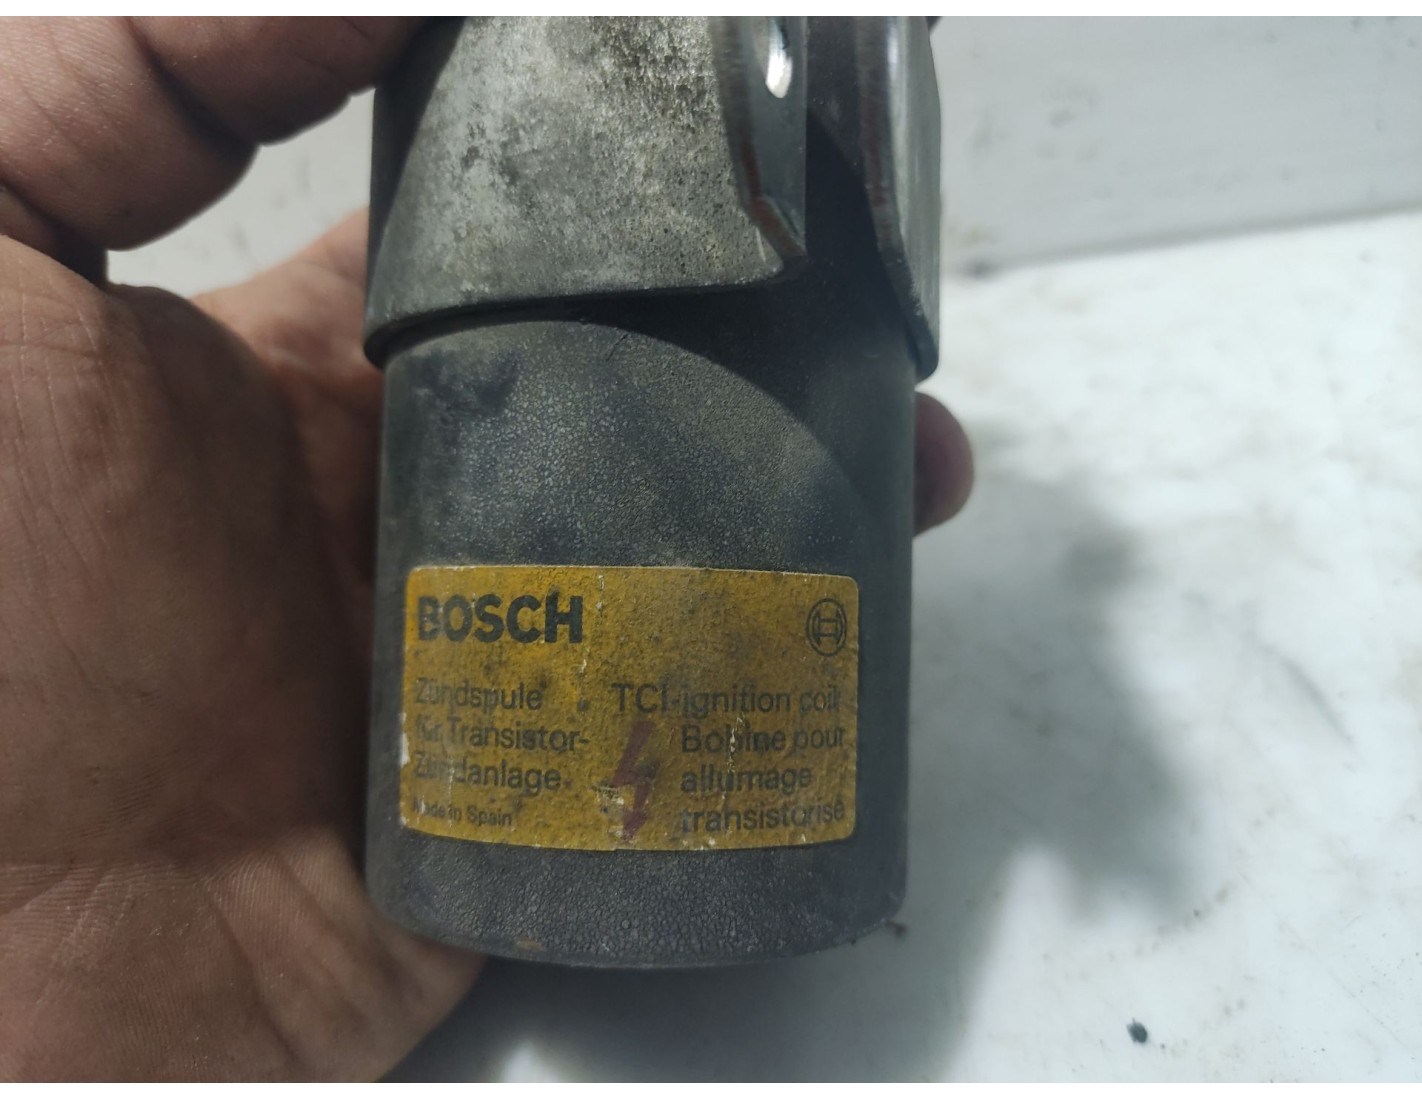 BOSCH
Zündspule
für Transistor-
Zündanlage
Made in Spain
TCI-ignition coil
Bobine pour
allumage
transistorisé